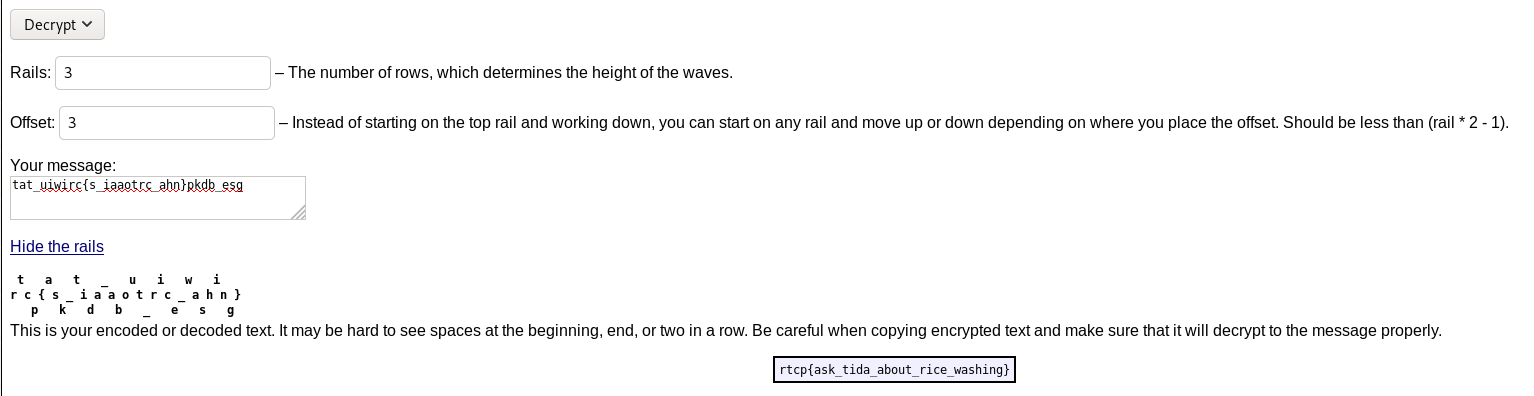 Decrypt
Rails: 3 – The number of rows, which determines the height of the waves.
Offset: 3 – Instead of starting on the top rail and working down, you can start on any rail and move up or down depending on where you place the offset. Should be less than (rail * 2 - 1).
Your message:
tat_uiwirc{s_iaaotrc_ahn}pkdb_esg
Hide the rails
t a t _ u i w i
r c { s _ i a a o t r c _ a h n }
p k d b _ e s g
This is your encoded or decoded text. It may be hard to see spaces at the beginning, end, or two in a row. Be careful when copying encrypted text and make sure that it will decrypt to the message properly.
rtcp{ask_tida_about_rice_washing}